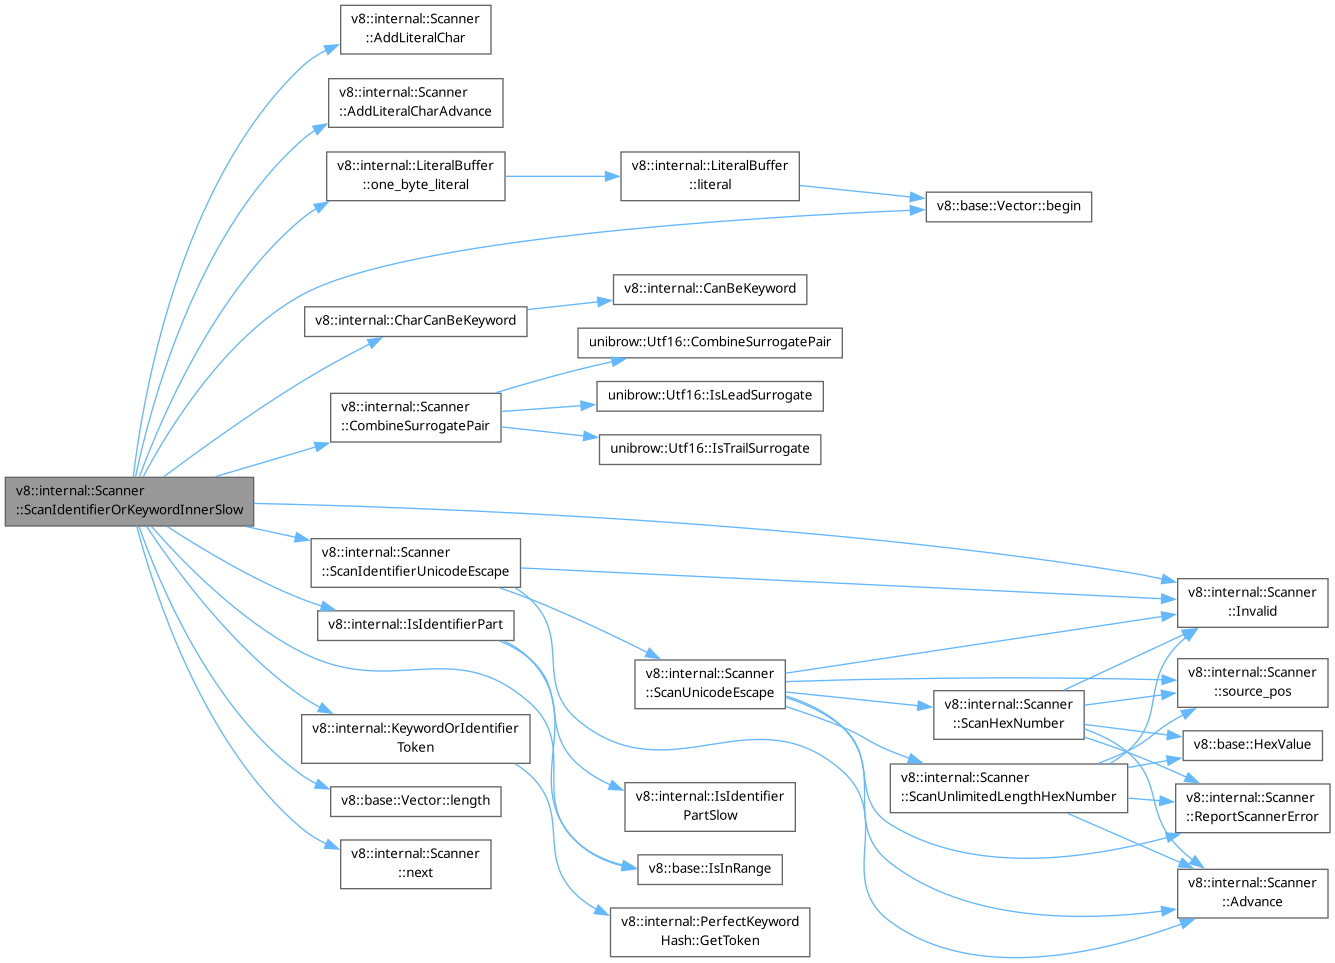 v8::internal::Scanner
::AddLiteralChar
v8::internal::Scanner
::AddLiteralCharAdvance
v8::internal::LiteralBuffer
::one_byte_literal
v8::internal::LiteralBuffer
::literal
v8::base::Vector::begin
v8::internal::CharCanBeKeyword
v8::internal::CanBeKeyword
unibrow::Utf16::CombineSurrogatePair
v8::internal::Scanner
::CombineSurrogatePair
unibrow::Utf16::IsLeadSurrogate
unibrow::Utf16::IsTrailSurrogate
v8::internal::Scanner
::ScanIdentifierOrKeywordInnerSlow
v8::internal::Scanner
::ScanIdentifierUnicodeEscape
v8::internal::Scanner
::Invalid
v8::internal::IsIdentifierPart
v8::internal::Scanner
::ScanUnicodeEscape
v8::internal::Scanner
::source_pos
v8::internal::Scanner
::ScanHexNumber
v8::internal::KeywordOrIdentifier
Token
v8::base::HexValue
v8::internal::Scanner
::ScanUnlimitedLengthHexNumber
v8::base::Vector::length
v8::internal::IsIdentifier
PartSlow
v8::internal::Scanner
::ReportScannerError
v8::internal::Scanner
::next
v8::base::IsInRange
v8::internal::Scanner
::Advance
v8::internal::PerfectKeyword
Hash::GetToken